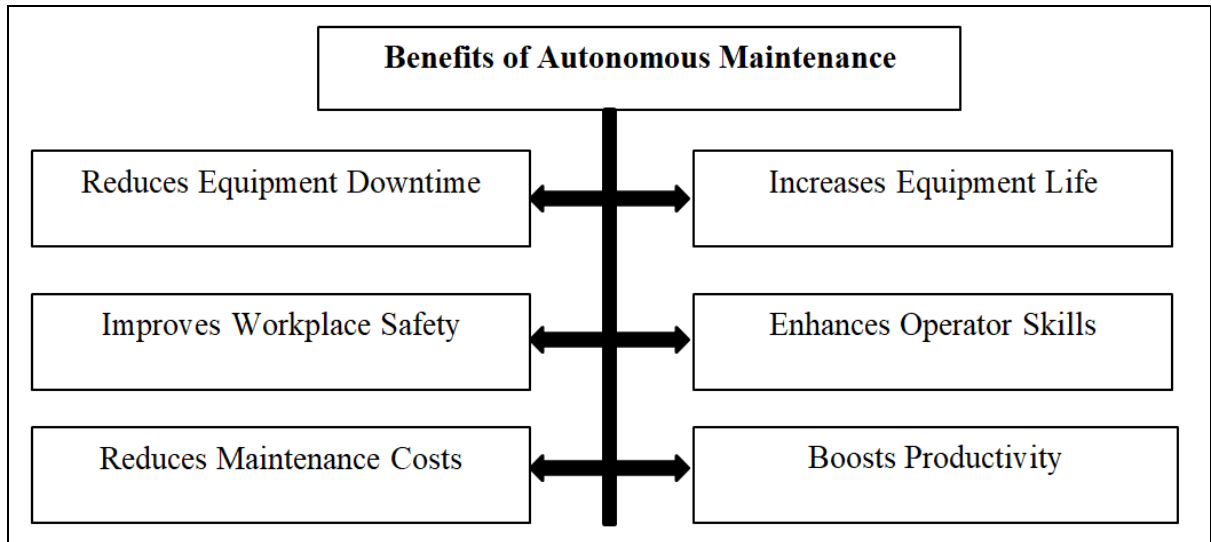 Benefits of Autonomous Maintenance
Reduces Equipment Downtime
Increases Equipment Life
Improves Workplace Safety
Enhances Operator Skills
Reduces Maintenance Costs
Boosts Productivity